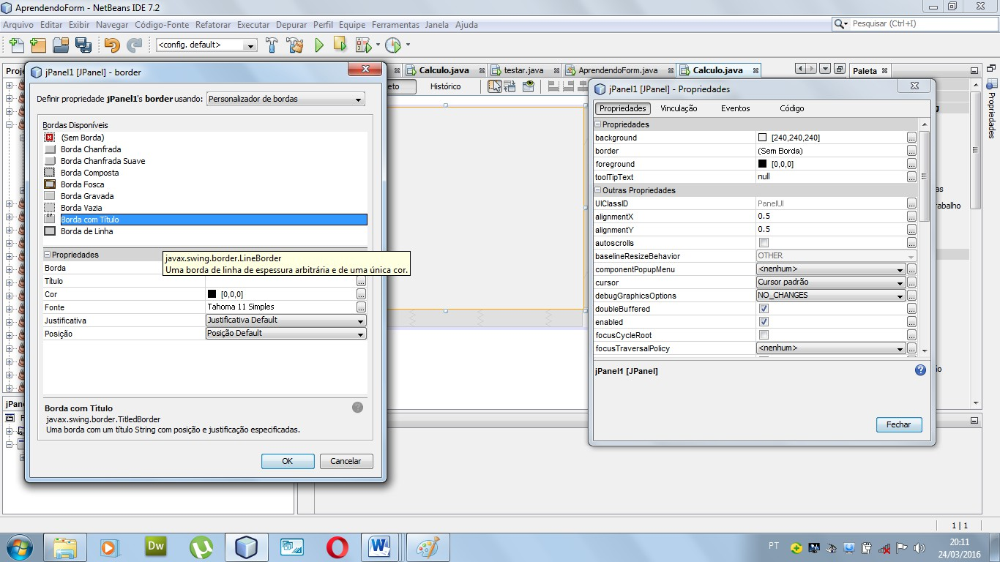 AprendendoForm - NetBeans IDE 7.2
Arquivo Editar Exibir Navegar Código-Fonte Refatorar Executar Depurar Perfil Equipe Ferramentas Janela Ajuda
Pesquisar (Ctrl+I)
<config. default>
Proje
Calculo.java testar.java AprendendoForm.java Calculo.java
Paleta
Histórico
Propriedades
jPanel1 [JPanel] - border
Definir propriedade jPanel1's border usando: Personalizador de bordas
Bordas Disponíveis
(Sem Borda)
Borda Chanfrada
Borda Chanfrada Suave
Borda Composta
Borda Fosca
Borda Gravada
Borda Vazia
Borda com Título
Borda de Linha
Propriedades
javax.swing.border.LineBorder
Uma borda de linha de espessura arbitrária e de uma única cor.
Borda
Título
Cor [0,0,0]
Fonte Tahoma 11 Simples
Justificativa Justificativa Default
Posição Posição Default
Borda com Título
javax.swing.border.TitledBorder
Uma borda com um título String com posição e justificação especificadas.
OK Cancelar
jPanel1 [JPanel] - Propriedades
Propriedades Vinculação Eventos Código
Propriedades
background [240,240,240]
border (Sem Borda)
foreground [0,0,0]
toolTipText null
Outras Propriedades
UIClassID PanelUI
alignmentX 0.5
alignmentY 0.5
autoscrolls
baselineResizeBehavior OTHER
componentPopupMenu <nenhum>
cursor Cursor padrão
debugGraphicsOptions NO_CHANGES
doubleBuffered
enabled
focusCycleRoot
focusTraversalPolicy <nenhum>
jPanel1 [JPanel]
Fechar
jPane
1 | 1
Dw
PT
20:11
24/03/2016